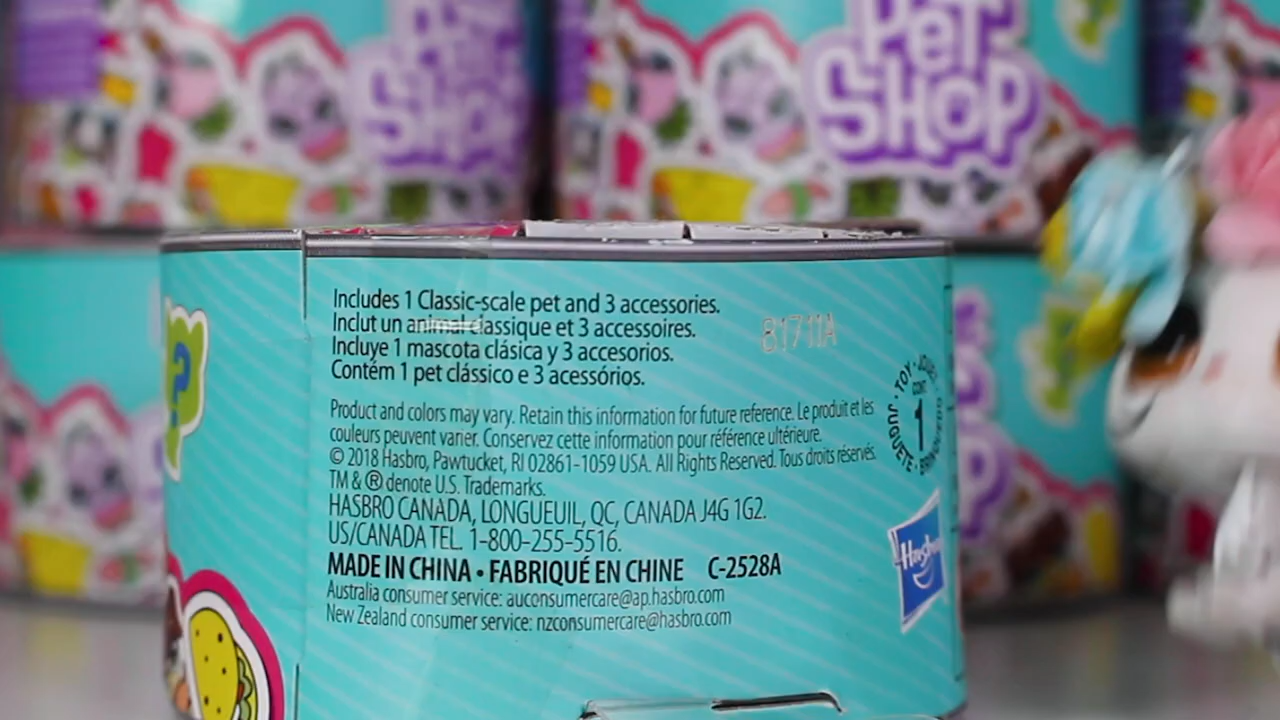 PET
SHOP
PET
SHOP
Includes 1 Classic-scale pet and 3 accessories.
Inclut un animal classique et 3 accessoires.
Incluye 1 mascota clásica y 3 accesorios.
Contém 1 pet clássico e 3 acessórios.
81711A
Product and colors may vary. Retain this information for future reference. Le produit et les
couleurs peuvent varier. Conservez cette information pour référence ultérieure.
© 2018 Hasbro, Pawtucket, RI 02861-1059 USA. All Rights Reserved. Tous droits réservés.
TM & ® denote U.S. Trademarks.
HASBRO CANADA, LONGUEUIL, QC, CANADA J4G 1G2.
US/CANADA TEL. 1-800-255-5516.
MADE IN CHINA • FABRIQUÉ EN CHINE C-2528A
Australia consumer service: auconsumercare@ap.hasbro.com
New Zealand consumer service: nzconsumercare@hasbro.com
TOY
CONT.
1
JUGUETE
Hasbro
?